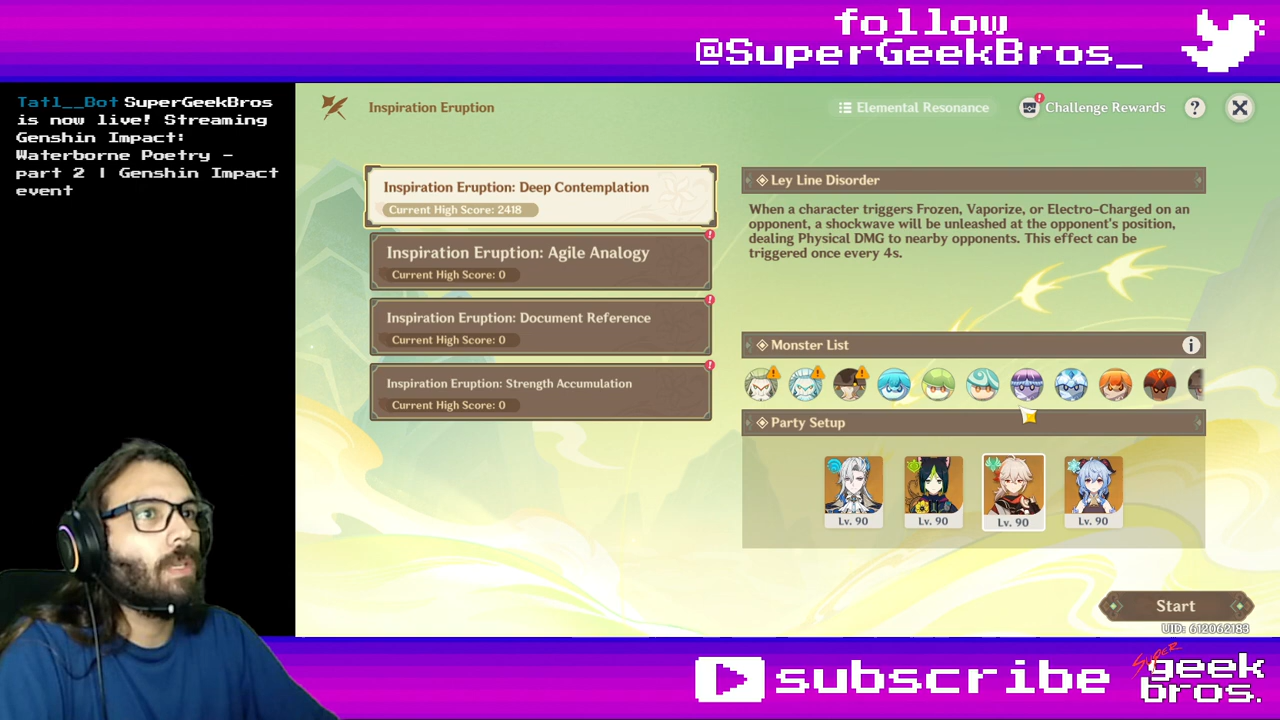 follow
@SuperGeekBros_
Tatl__Bot SuperGeekBros
is now live! Streaming
Genshin Impact:
Waterborne Poetry -
part 2 | Genshin Impact
event
Inspiration Eruption
Elemental Resonance
Challenge Rewards
?
Inspiration Eruption: Deep Contemplation
Current High Score: 2418
Inspiration Eruption: Agile Analogy
Current High Score: 0
Inspiration Eruption: Document Reference
Current High Score: 0
Inspiration Eruption: Strength Accumulation
Current High Score: 0
Ley Line Disorder
When a character triggers Frozen, Vaporize, or Electro-Charged on an
opponent, a shockwave will be unleashed at the opponent's position,
dealing Physical DMG to nearby opponents. This effect can be
triggered once every 4s.
Monster List
Party Setup
Lv. 90
Lv. 90
Lv. 90
Lv. 90
Start
UID: 612062183
subscribe
super
geek
bros.